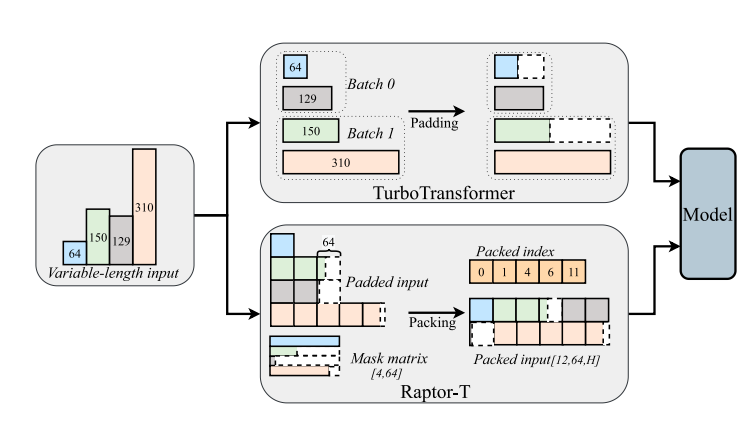 64
150
129
310
Variable-length input
64
Batch 0
129
150
Batch 1
310
Padding
TurboTransformer
64
Padded input
Mask matrix
[4,64]
Packing
Packed index
0 1 4 6 11
Packed input[12,64,H]
Raptor-T
Model